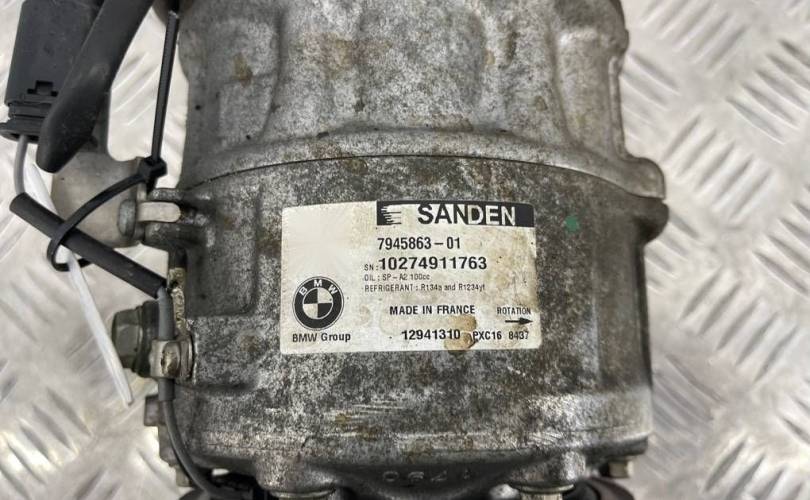 SANDEN
7945863-01
SN: 10274911763
OIL : SP-A2 100cc
REFRIGERANT : R134a and R1234yf
BMW
MADE IN FRANCE ROTATION
BMW Group 12941310 PXC16 8437